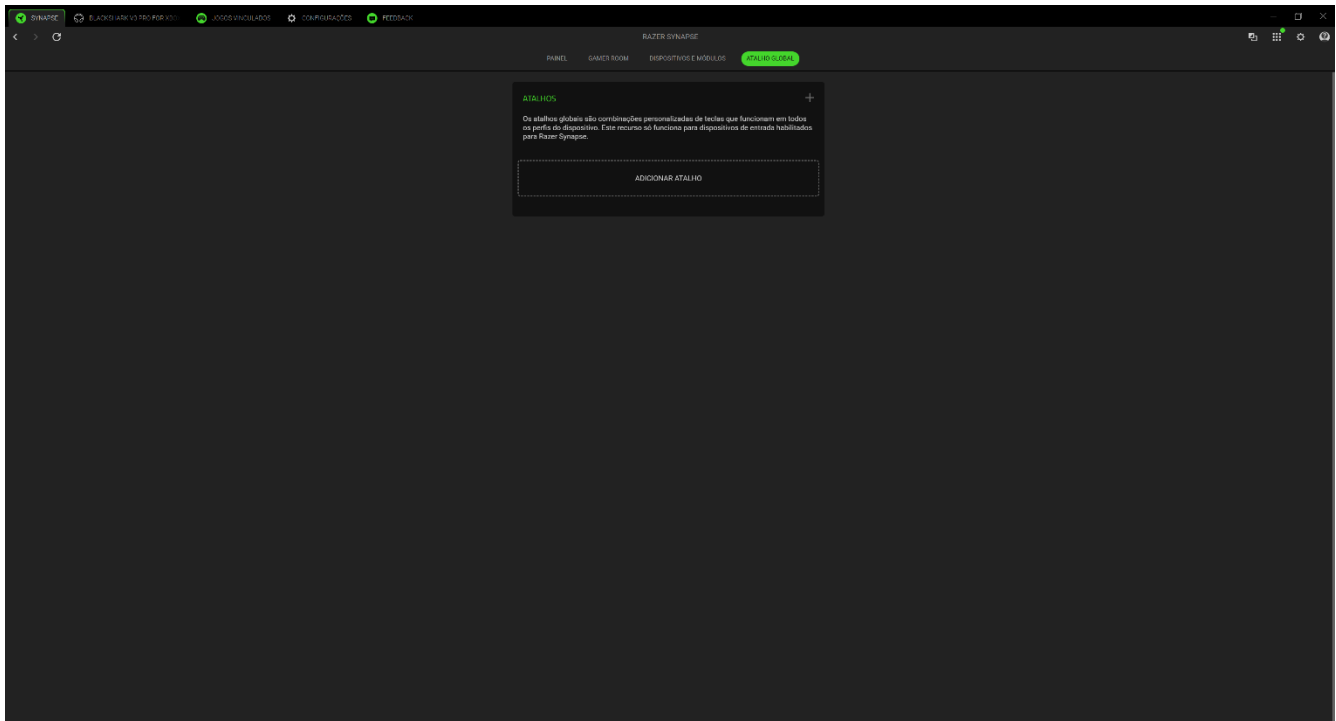 SYNAPSE
BLACKSHARK V3 PRO FOR XBO
JOGOS VINCULADOS
CONFIGURAÇÕES
FEEDBACK
RAZER SYNAPSE
PAINEL
GAMER ROOM
DISPOSITIVOS E MÓDULOS
ATALHO GLOBAL
ATALHOS
Os atalhos globais são combinações personalizadas de teclas que funcionam em todos
os perfis do dispositivo. Este recurso só funciona para dispositivos de entrada habilitados
para Razer Synapse.
ADICIONAR ATALHO